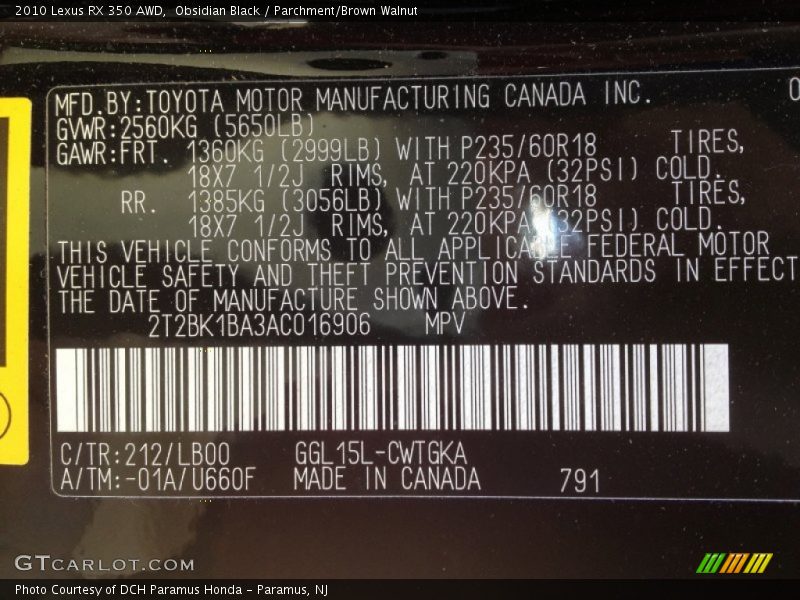 2010 Lexus RX 350 AWD,  Obsidian Black / Parchment/Brown Walnut
MFD.BY:TOYOTA MOTOR MANUFACTURING CANADA INC.
GVWR:2560KG (5650LB)
GAWR:FRT. 1360KG (2999LB) WITH P235/60R18 TIRES,
18X7 1/2J RIMS, AT 220KPA (32PSI) COLD.
RR. 1385KG (3056LB) WITH P235/60R18 TIRES,
18X7 1/2J RIMS, AT 220KPA (32PSI) COLD.
THIS VEHICLE CONFORMS TO ALL APPLICABLE FEDERAL MOTOR
VEHICLE SAFETY AND THEFT PREVENTION STANDARDS IN EFFECT
THE DATE OF MANUFACTURE SHOWN ABOVE.
2T2BK1BA3AC016906 MPV
C/TR:212/LB00 GGL15L-CWTGKA
A/TM:-01A/U660F MADE IN CANADA 791
GTCARLOT.COM
Photo Courtesy of DCH Paramus Honda - Paramus, NJ